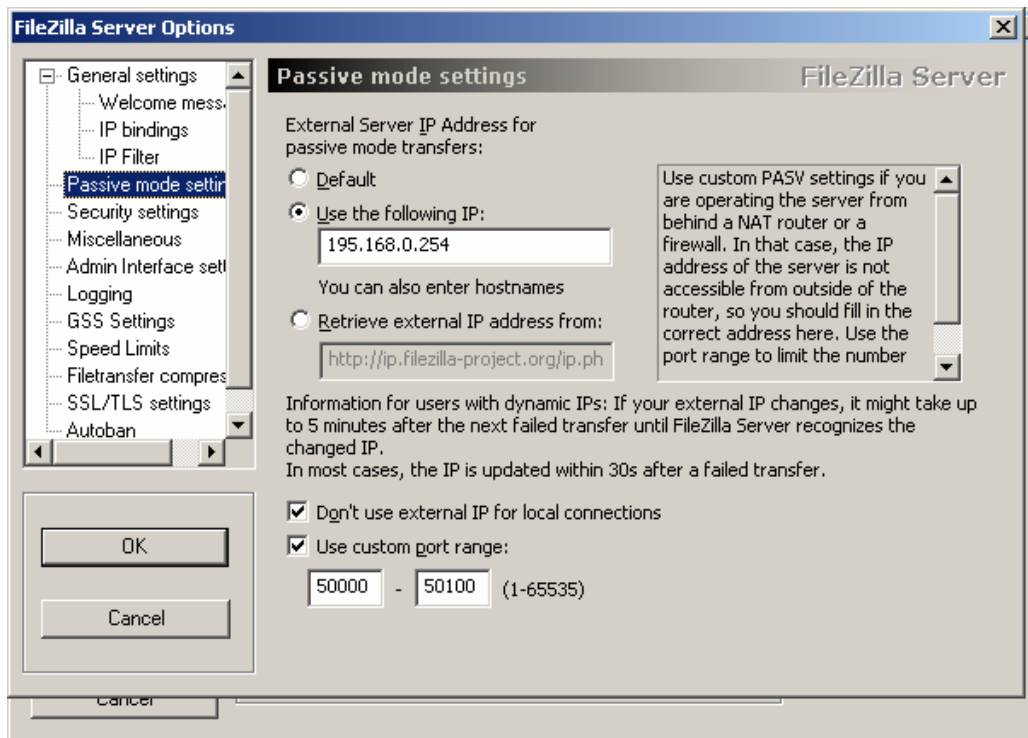 FileZilla Server Options
General settings
Welcome mess
IP bindings
IP Filter
Passive mode settin
Security settings
Miscellaneous
Admin Interface sett
Logging
GSS Settings
Speed Limits
Filetransfer compres
SSL/TLS settings
Autoban
OK
Cancel
Passive mode settings
FileZilla Server
External Server IP Address for
passive mode transfers:
Default
Use the following IP:
195.168.0.254
You can also enter hostnames
Retrieve external IP address from:
http://ip.filezilla-project.org/ip.ph
Use custom PASV settings if you
are operating the server from
behind a NAT router or a
firewall. In that case, the IP
address of the server is not
accessible from outside of the
router, so you should fill in the
correct address here. Use the
port range to limit the number
Information for users with dynamic IPs: If your external IP changes, it might take up
to 5 minutes after the next failed transfer until FileZilla Server recognizes the
changed IP.
In most cases, the IP is updated within 30s after a failed transfer.
Don't use external IP for local connections
Use custom port range:
50000 - 50100 (1-65535)
Cancel